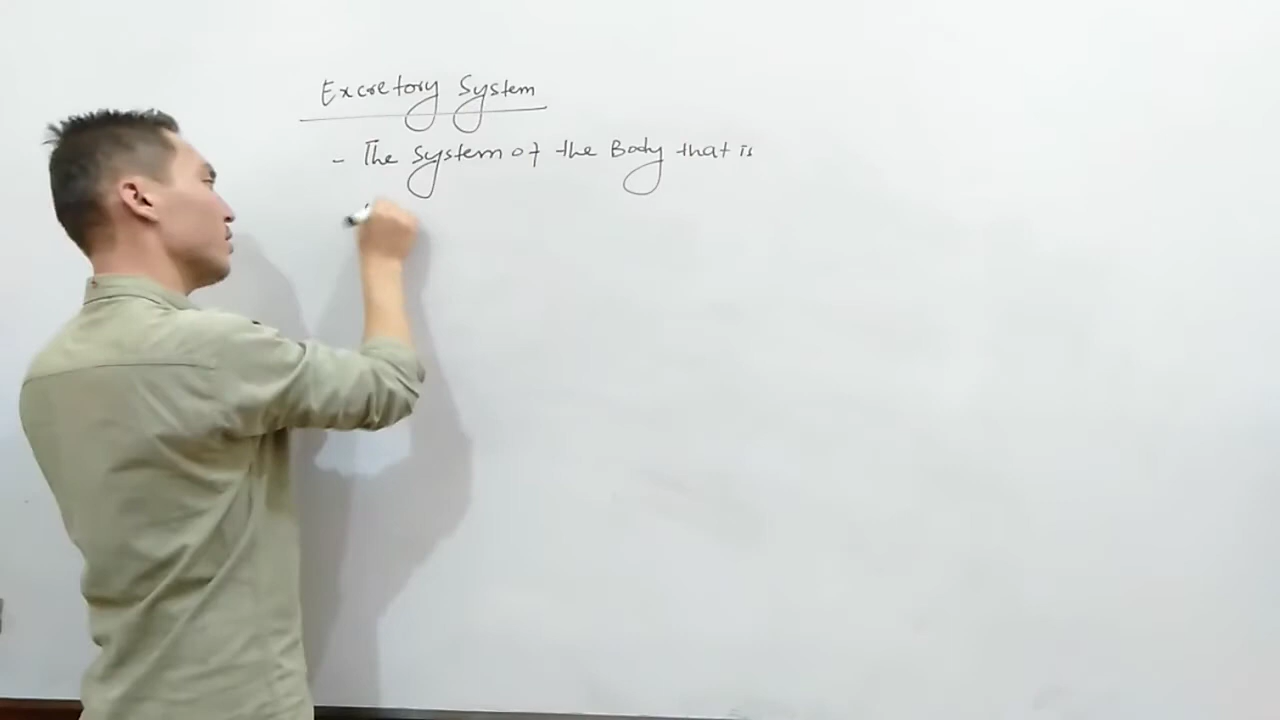 Excretory System
- The System of the Body that is